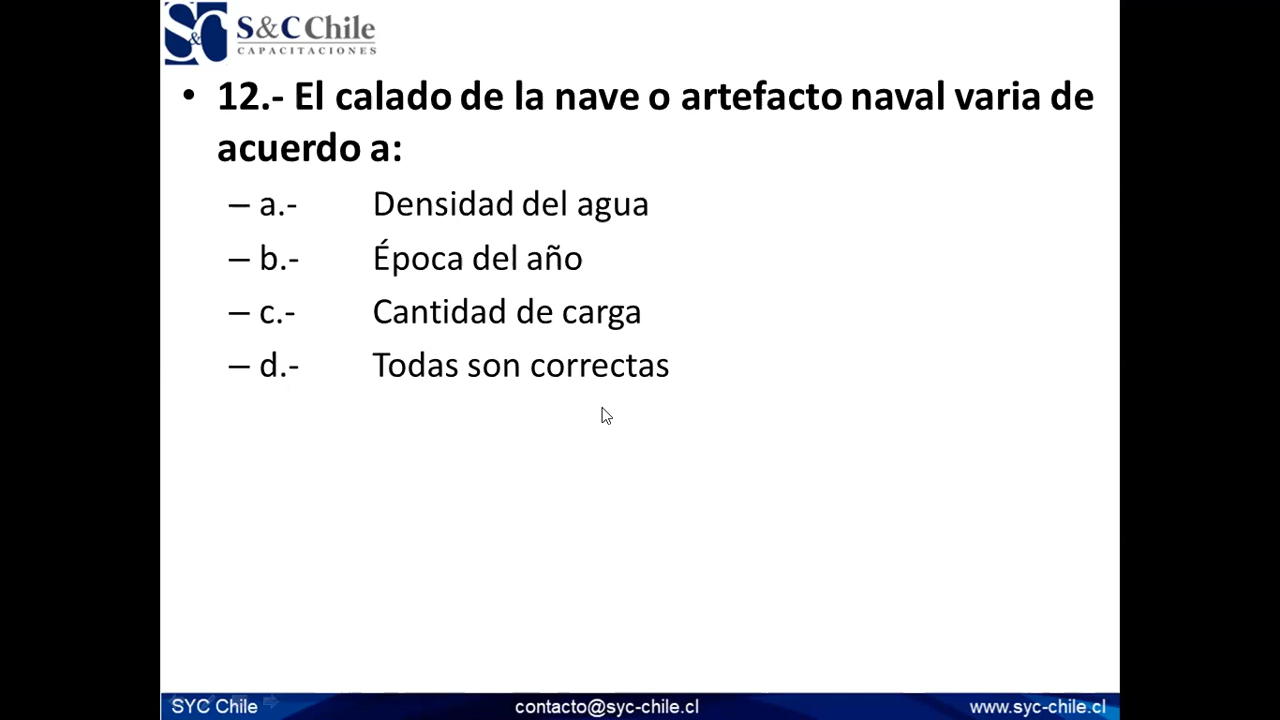 S&C Chile
CAPACITACIONES
• 12.- El calado de la nave o artefacto naval varia de
acuerdo a:
– a.- Densidad del agua
– b.- Época del año
– c.- Cantidad de carga
– d.- Todas son correctas
SYC Chile contacto@syc-chile.cl www.syc-chile.cl